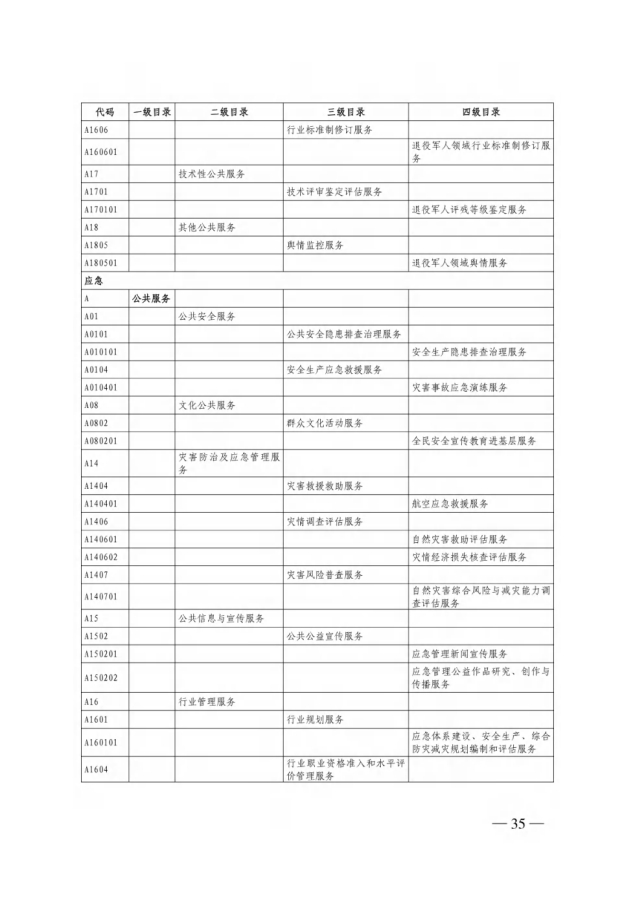 代码 一级目录 二级目录 三级目录 四级目录
A1606 行业标准制修订服务
A160601 退役军人领域行业标准制修订服
务
A17 技术性公共服务
A1701 技术评审鉴定评估服务
A170101 退役军人评残等级鉴定服务
A18 其他公共服务
A1805 舆情监控服务
A180501 退役军人领域舆情服务
应急
A 公共服务
A01 公共安全服务
A0101 公共安全隐患排查治理服务
A010101 安全生产隐患排查治理服务
A0104 安全生产应急救援服务
A010401 灾害事故应急演练服务
A08 文化公共服务
A0802 群众文化活动服务
A080201 全民安全宣传教育进基层服务
A14 灾害防治及应急管理服
务
A1404 灾害救援救助服务
A140401 航空应急救援服务
A1406 灾情调查评估服务
A140601 自然灾害救助评估服务
A140602 灾情经济损失核查评估服务
A1407 灾害风险普查服务
A140701 自然灾害综合风险与减灾能力调
查评估服务
A15 公共信息与宣传服务
A1502 公共公益宣传服务
A150201 应急管理新闻宣传服务
A150202 应急管理公益作品研究、创作与
传播服务
A16 行业管理服务
A1601 行业规划服务
A160101 应急体系建设、安全生产、综合
防灾减灾规划编制和评估服务
A1604 行业职业资格准入和水平评
价管理服务
— 35 —